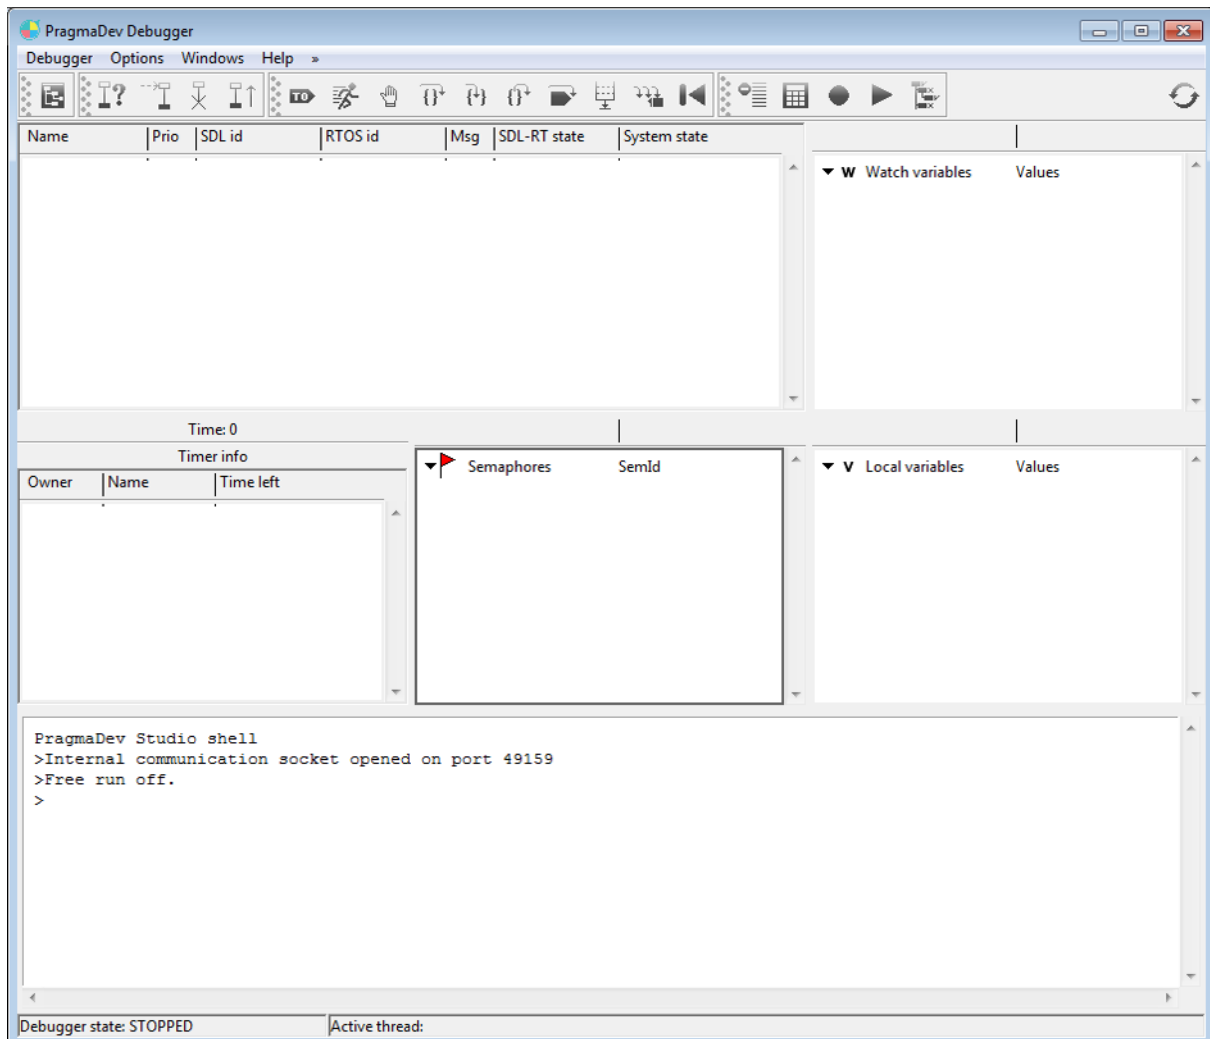 PragmaDev Debugger
Debugger Options Windows Help »
TO
Name Prio SDL id RTOS id Msg SDL-RT state System state
W Watch variables Values
Time: 0
Timer info
Owner Name Time left
Semaphores SemId
V Local variables Values
PragmaDev Studio shell
>Internal communication socket opened on port 49159
>Free run off.
>
Debugger state: STOPPED Active thread: